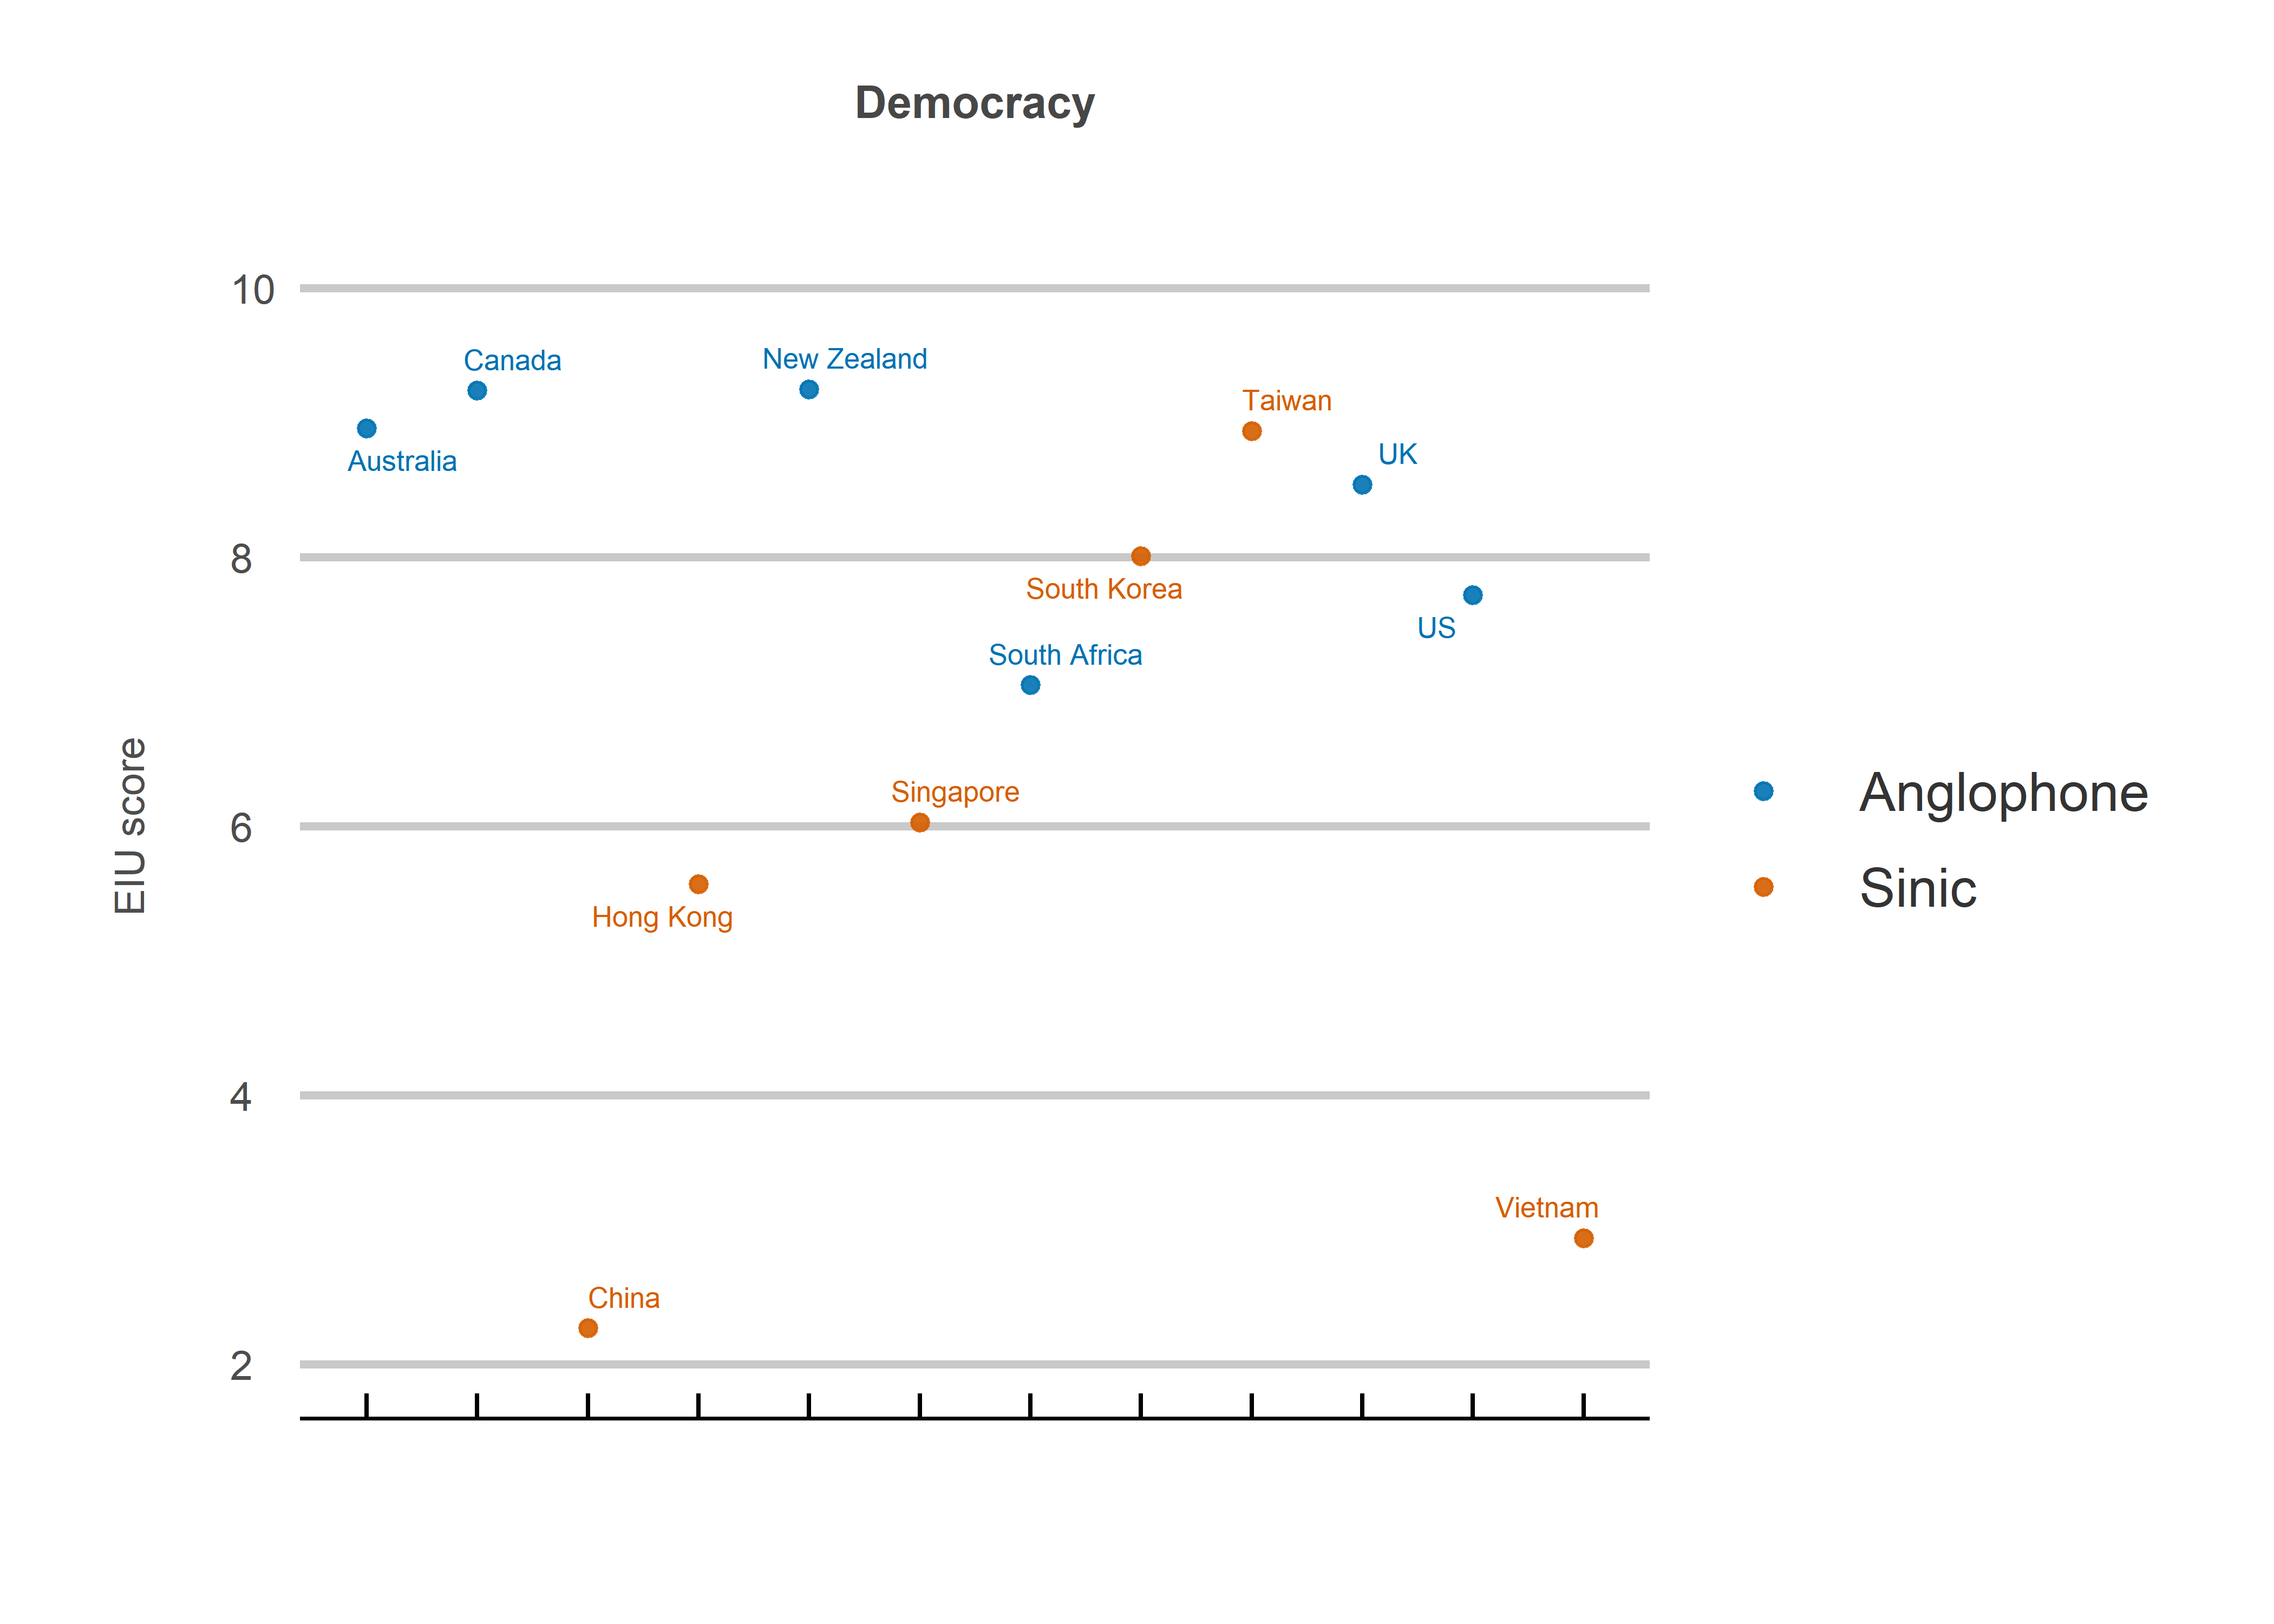 Democracy
10
Canada
New Zealand
Taiwan
Australia
UK
8
South Korea
US
South Africa
EIU score
Anglophone
Singapore
6
Sinic
Hong Kong
4
Vietnam
China
2